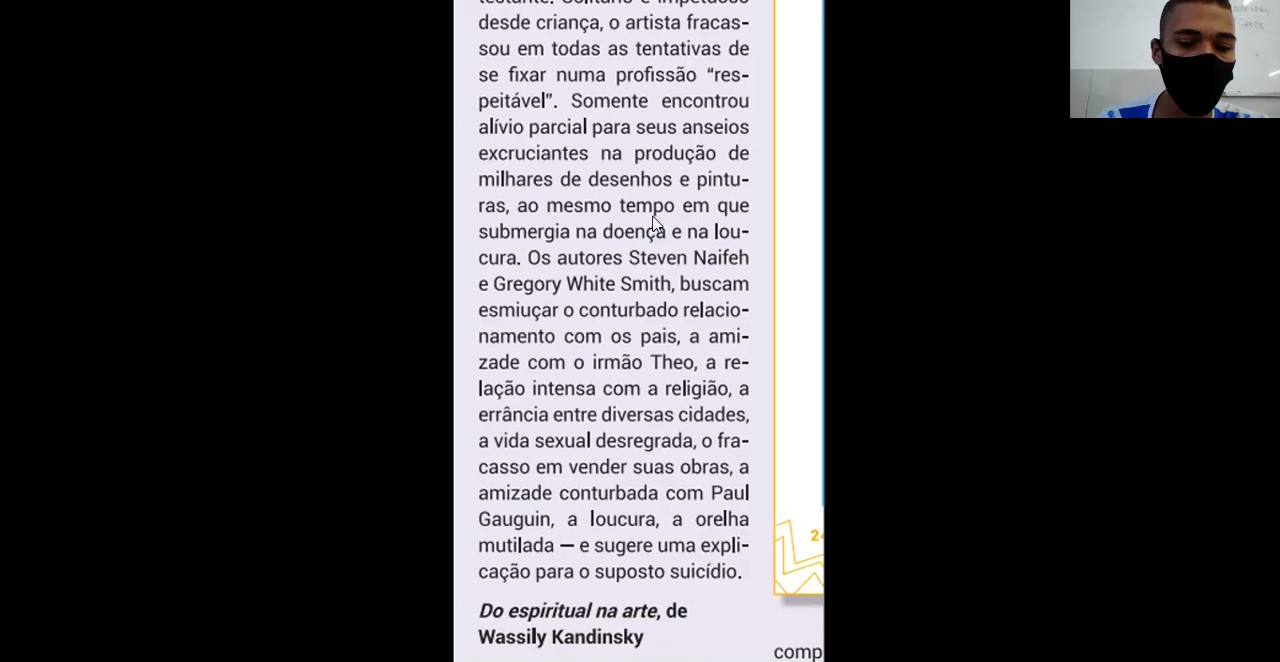 testante. Solitário e impetuoso
desde criança, o artista fracas-
sou em todas as tentativas de
se fixar numa profissão “res-
peitável”. Somente encontrou
alívio parcial para seus anseios
excruciantes na produção de
milhares de desenhos e pintu-
ras, ao mesmo tempo em que
submergia na doença e na lou-
cura. Os autores Steven Naifeh
e Gregory White Smith, buscam
esmiuçar o conturbado relacio-
namento com os pais, a ami-
zade com o irmão Theo, a re-
lação intensa com a religião, a
errância entre diversas cidades,
a vida sexual desregrada, o fra-
casso em vender suas obras, a
amizade conturbada com Paul
Gauguin, a loucura, a orelha
mutilada — e sugere uma expli-
cação para o suposto suicídio.
Do espiritual na arte, de
Wassily Kandinsky
comp